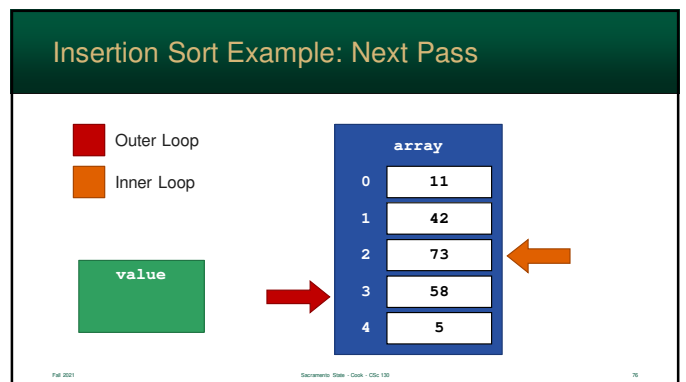 Insertion Sort Example: Next Pass
Outer Loop
Inner Loop
value
array
0 11
1 42
2 73
3 58
4 5
Fall 2021 Sacramento State - Cook - CSc 130 76